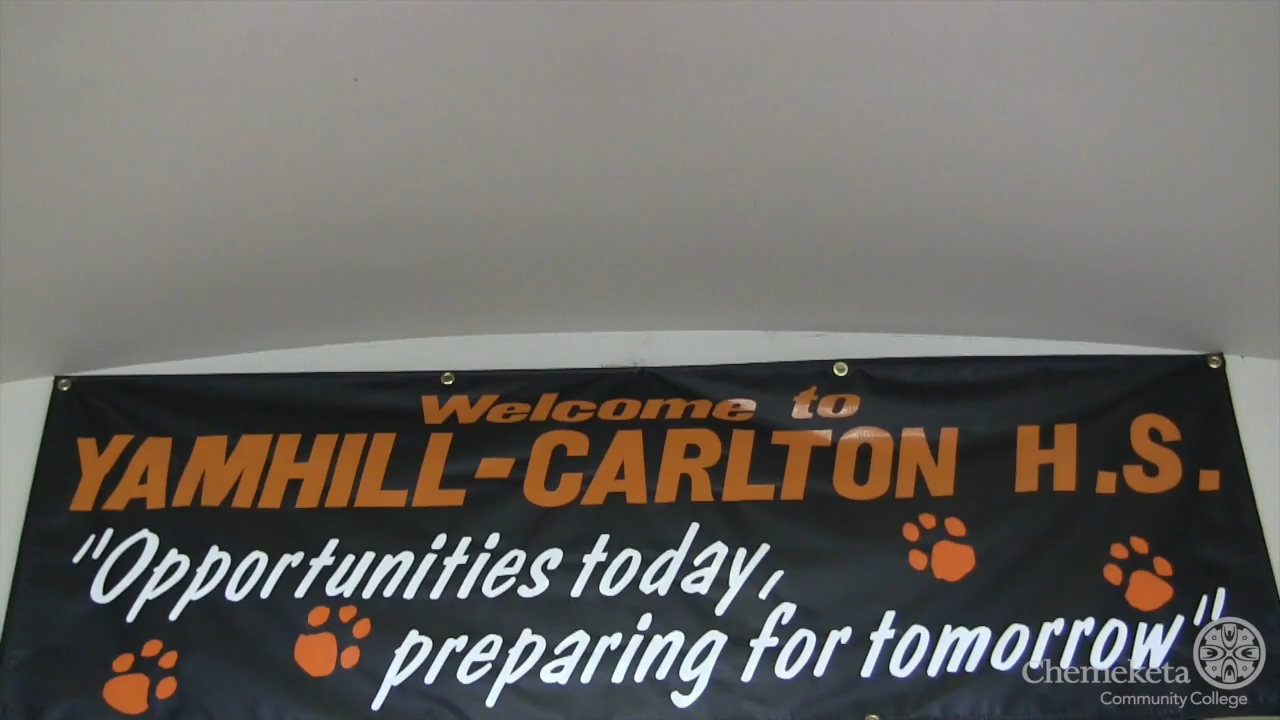 Welcome to
YAMHILL-CARLTON H.S.
"Opportunities today,
preparing for tomorrow"
Chemeketa
Community College